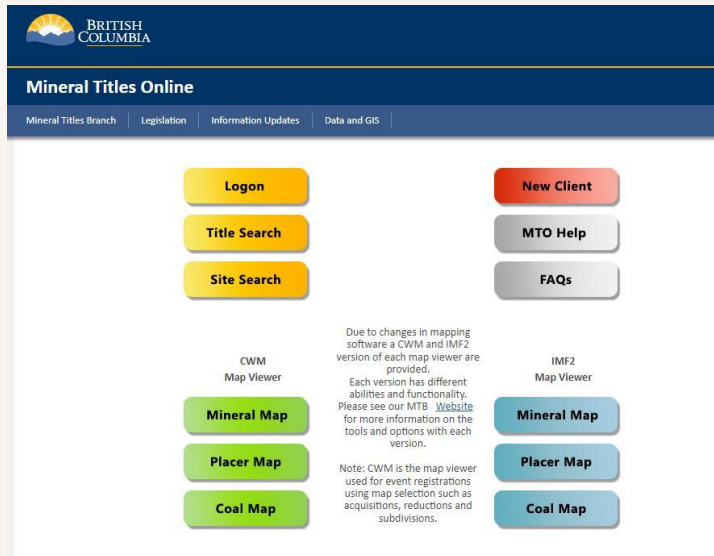 BRITISH
COLUMBIA
Mineral Titles Online
Mineral Titles Branch
Legislation
Information Updates
Data and GIS
Logon
New Client
Title Search
MTO Help
Site Search
FAQs
CWM
Map Viewer
Due to changes in mapping
software a CWM and IMF2
version of each map viewer are
provided.
Each version has different
abilities and functionality.
Please see our MTB Website
for more information on the
tools and options with each
version.
Note: CWM is the map viewer
used for event registrations
using map selection such as
acquisitions, reductions and
subdivisions.
IMF2
Map Viewer
Mineral Map
Mineral Map
Placer Map
Placer Map
Coal Map
Coal Map